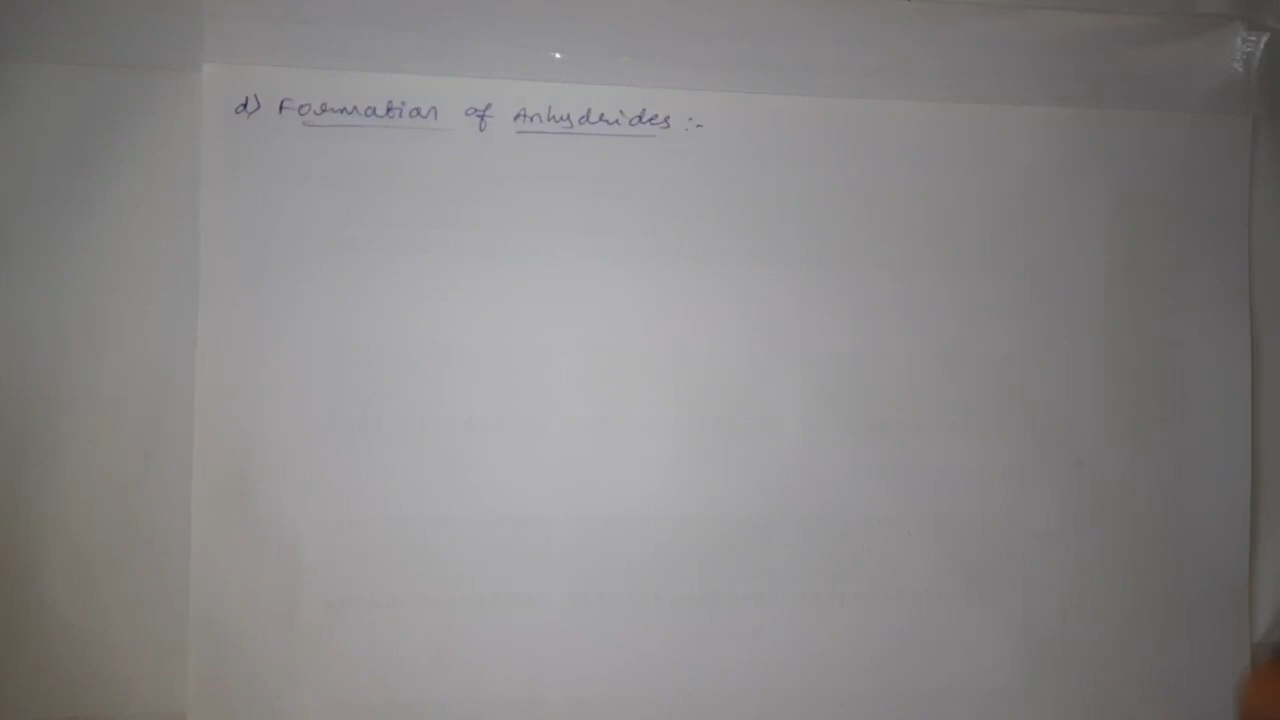 d) Formation of Anhydrides :-